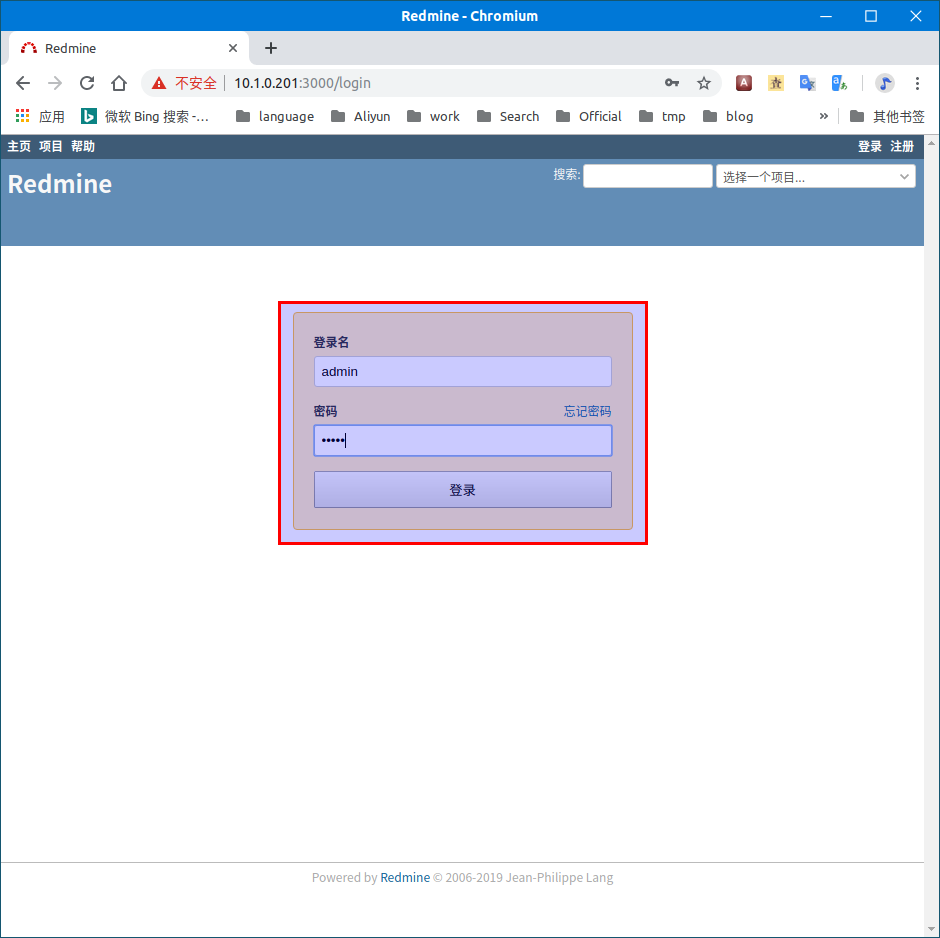 Redmine - Chromium
Redmine
不安全 10.1.0.201:3000/login
应用 微软 Bing 搜索 -... language Aliyun work Search Official tmp blog » 其他书签
主页 项目 帮助 登录 注册
Redmine 搜索: 选择一个项目...
登录名
admin
密码 忘记密码
•••••
登录
Powered by Redmine © 2006-2019 Jean-Philippe Lang